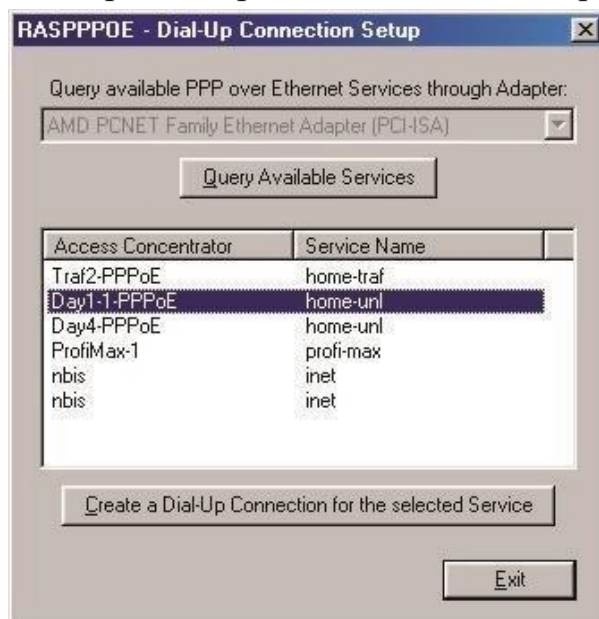 RASPPPOE - Dial-Up Connection Setup
Query available PPP over Ethernet Services through Adapter:
AMD PCNET Family Ethernet Adapter (PCI-ISA)
Query Available Services
Access Concentrator Service Name
Traf2-PPPoE home-traf
Day1-1-PPPoE home-unl
Day4-PPPoE home-unl
ProfiMax-1 profi-max
nbis inet
nbis inet
Create a Dial-Up Connection for the selected Service
Exit